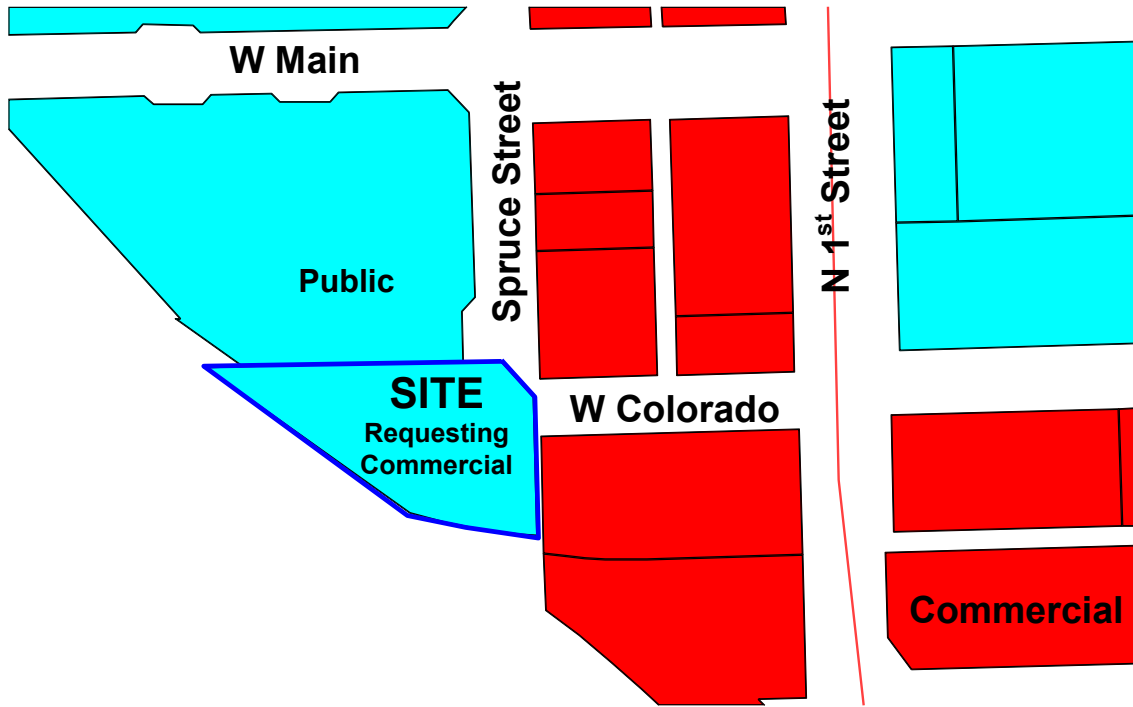 W Main
Spruce Street
N 1st Street
Public
SITE
Requesting
Commercial
W Colorado
Commercial